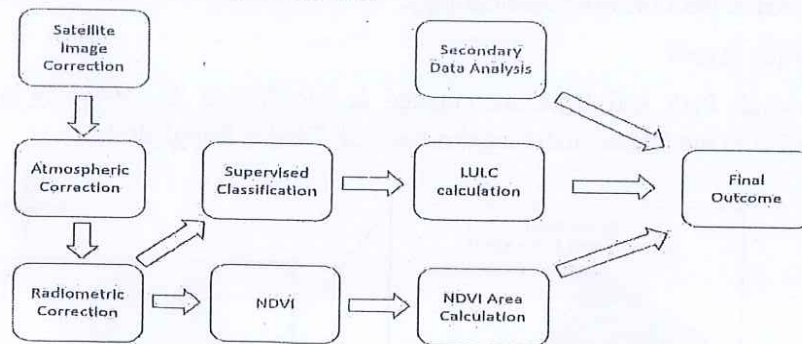 Satellite
Image
Correction
Secondary
Data Analysis
Atmospheric
Correction
Supervised
Classification
LULC
calculation
Final
Outcome
Radiometric
Correction
NDVI
NDVI Area
Calculation